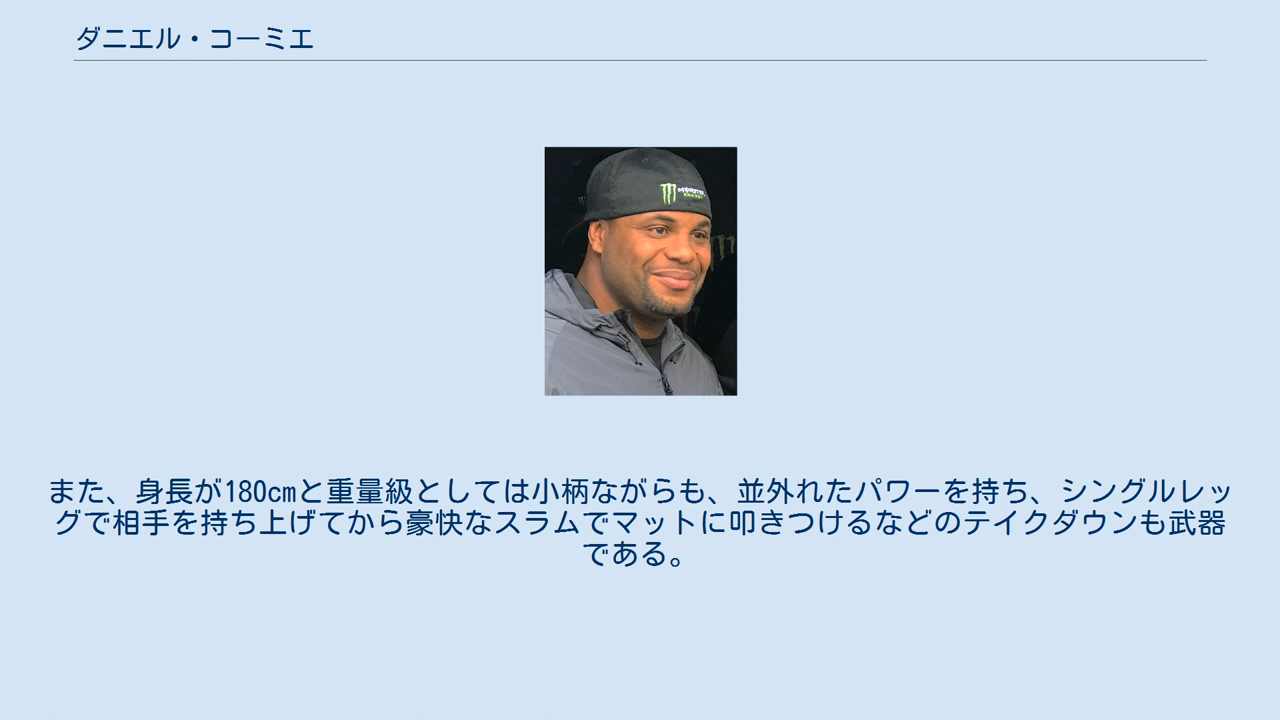 ダニエル・コーミエ
MONSTER
ENERGY
また、身長が180cmと重量級としては小柄ながらも、並外れたパワーを持ち、シングルレッ
グで相手を持ち上げてから豪快なスラムでマットに叩きつけるなどのテイクダウンも武器
である。